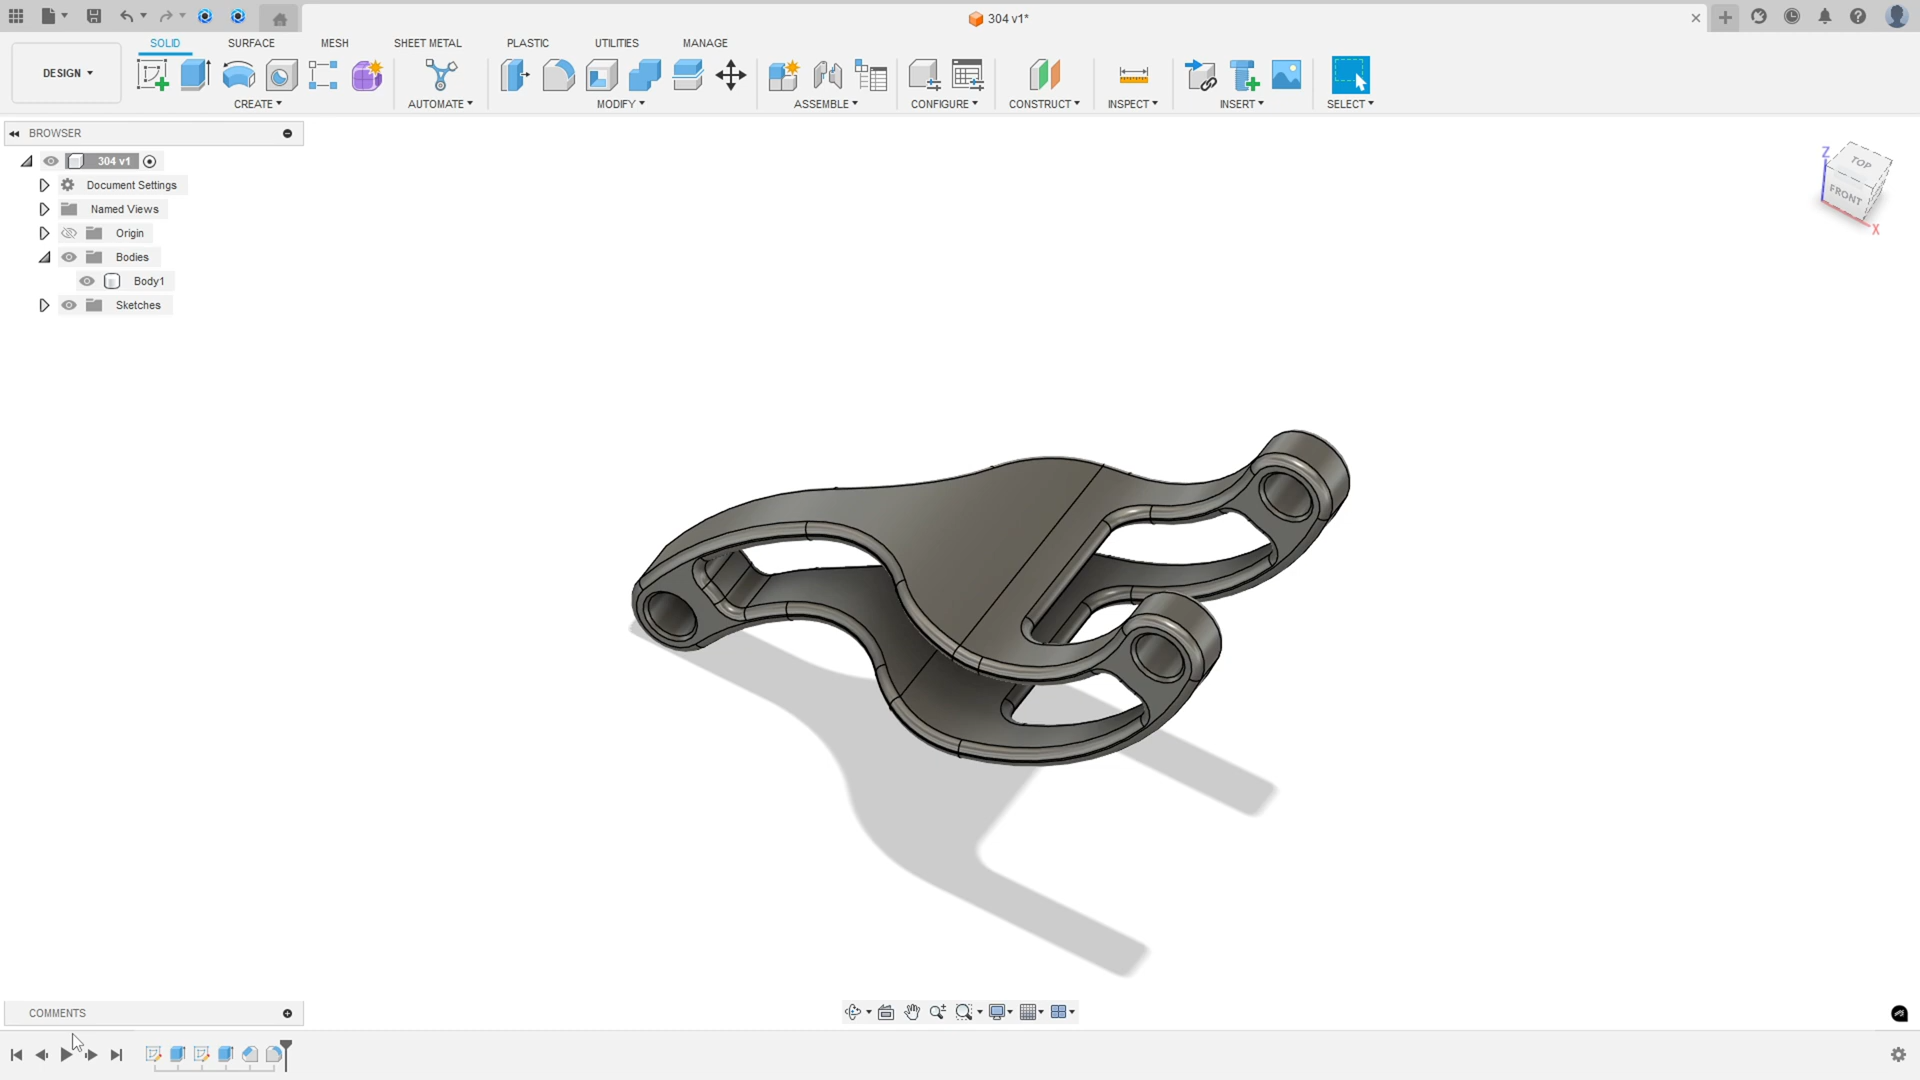 304 v1*
SOLID SURFACE MESH SHEET METAL PLASTIC UTILITIES MANAGE
DESIGN
CREATE AUTOMATE MODIFY ASSEMBLE CONFIGURE CONSTRUCT INSPECT INSERT SELECT
BROWSER
304 v1
Document Settings
Named Views
Origin
Bodies
Body1
Sketches
Z
TOP
FRONT
X
COMMENTS